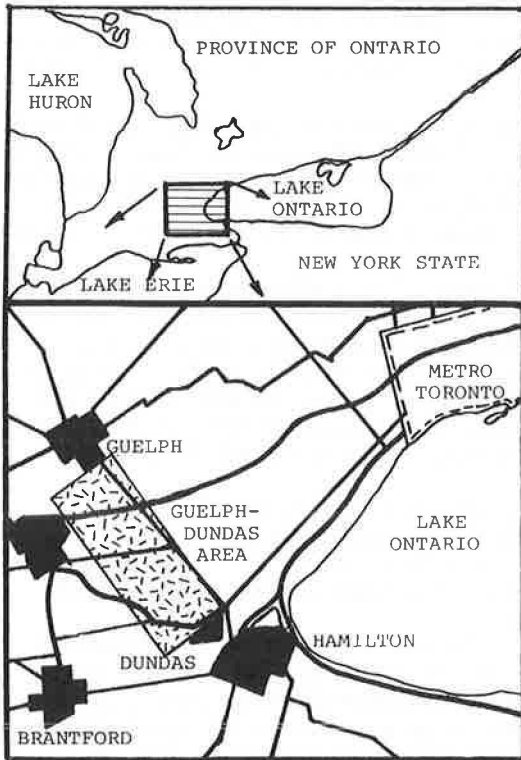 PROVINCE OF ONTARIO
LAKE
HURON
LAKE
ONTARIO
NEW YORK STATE
LAKE ERIE
METRO
TORONTO
GUELPH
GUELPH-
DUNDAS
AREA
LAKE
ONTARIO
HAMILTON
DUNDAS
BRANTFORD